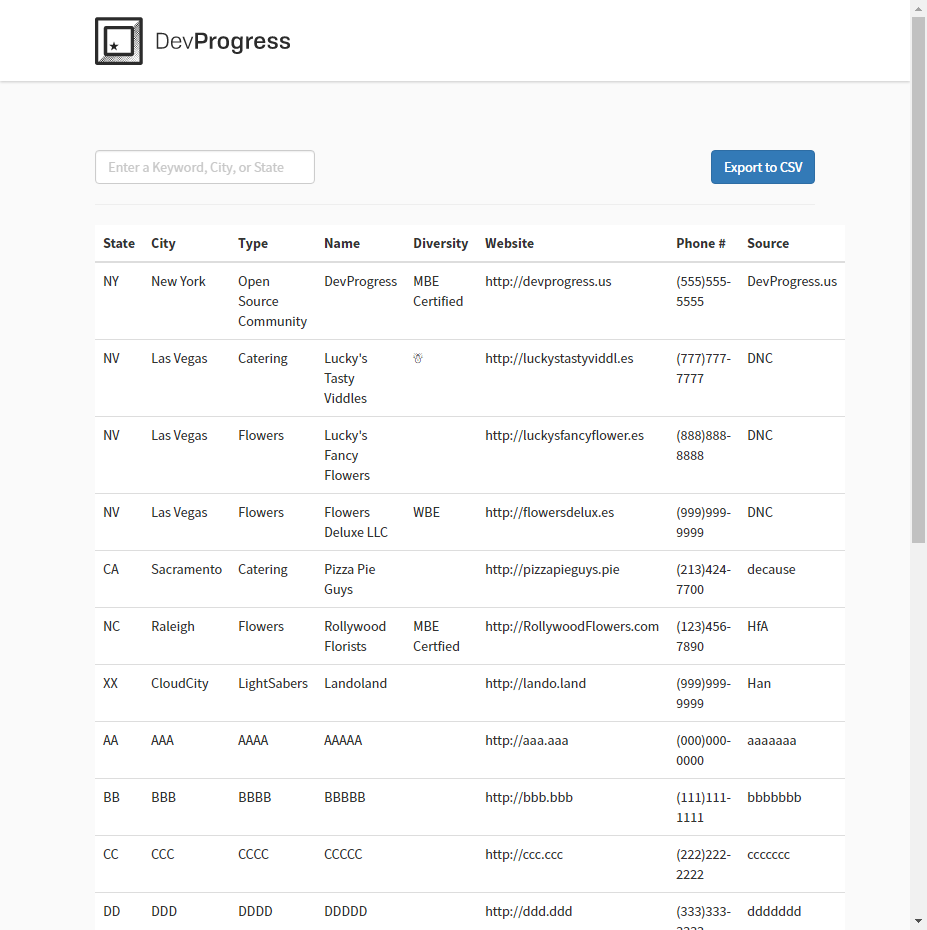 DevProgress
Enter a Keyword, City, or State
Export to CSV
State City Type Name Diversity Website Phone # Source
NY New York Open Source Community DevProgress MBE Certified http://devprogress.us (555)555-5555 DevProgress.us
NV Las Vegas Catering Lucky's Tasty Viddles ☃ http://luckystastyviddl.es (777)777-7777 DNC
NV Las Vegas Flowers Lucky's Fancy Flowers http://luckysfancyflower.es (888)888-8888 DNC
NV Las Vegas Flowers Flowers Deluxe LLC WBE http://flowersdelux.es (999)999-9999 DNC
CA Sacramento Catering Pizza Pie Guys http://pizzapieguys.pie (213)424-7700 decause
NC Raleigh Flowers Rollywood Florists MBE Certfied http://RollywoodFlowers.com (123)456-7890 HfA
XX CloudCity LightSabers Landoland http://lando.land (999)999-9999 Han
AA AAA AAAA AAAAA http://aaa.aaa (000)000-0000 aaaaaaa
BB BBB BBBB BBBBB http://bbb.bbb (111)111-1111 bbbbbbb
CC CCC CCCC CCCCC http://ccc.ccc (222)222-2222 ccccccc
DD DDD DDDD DDDDD http://ddd.ddd (333)333- ddddddd